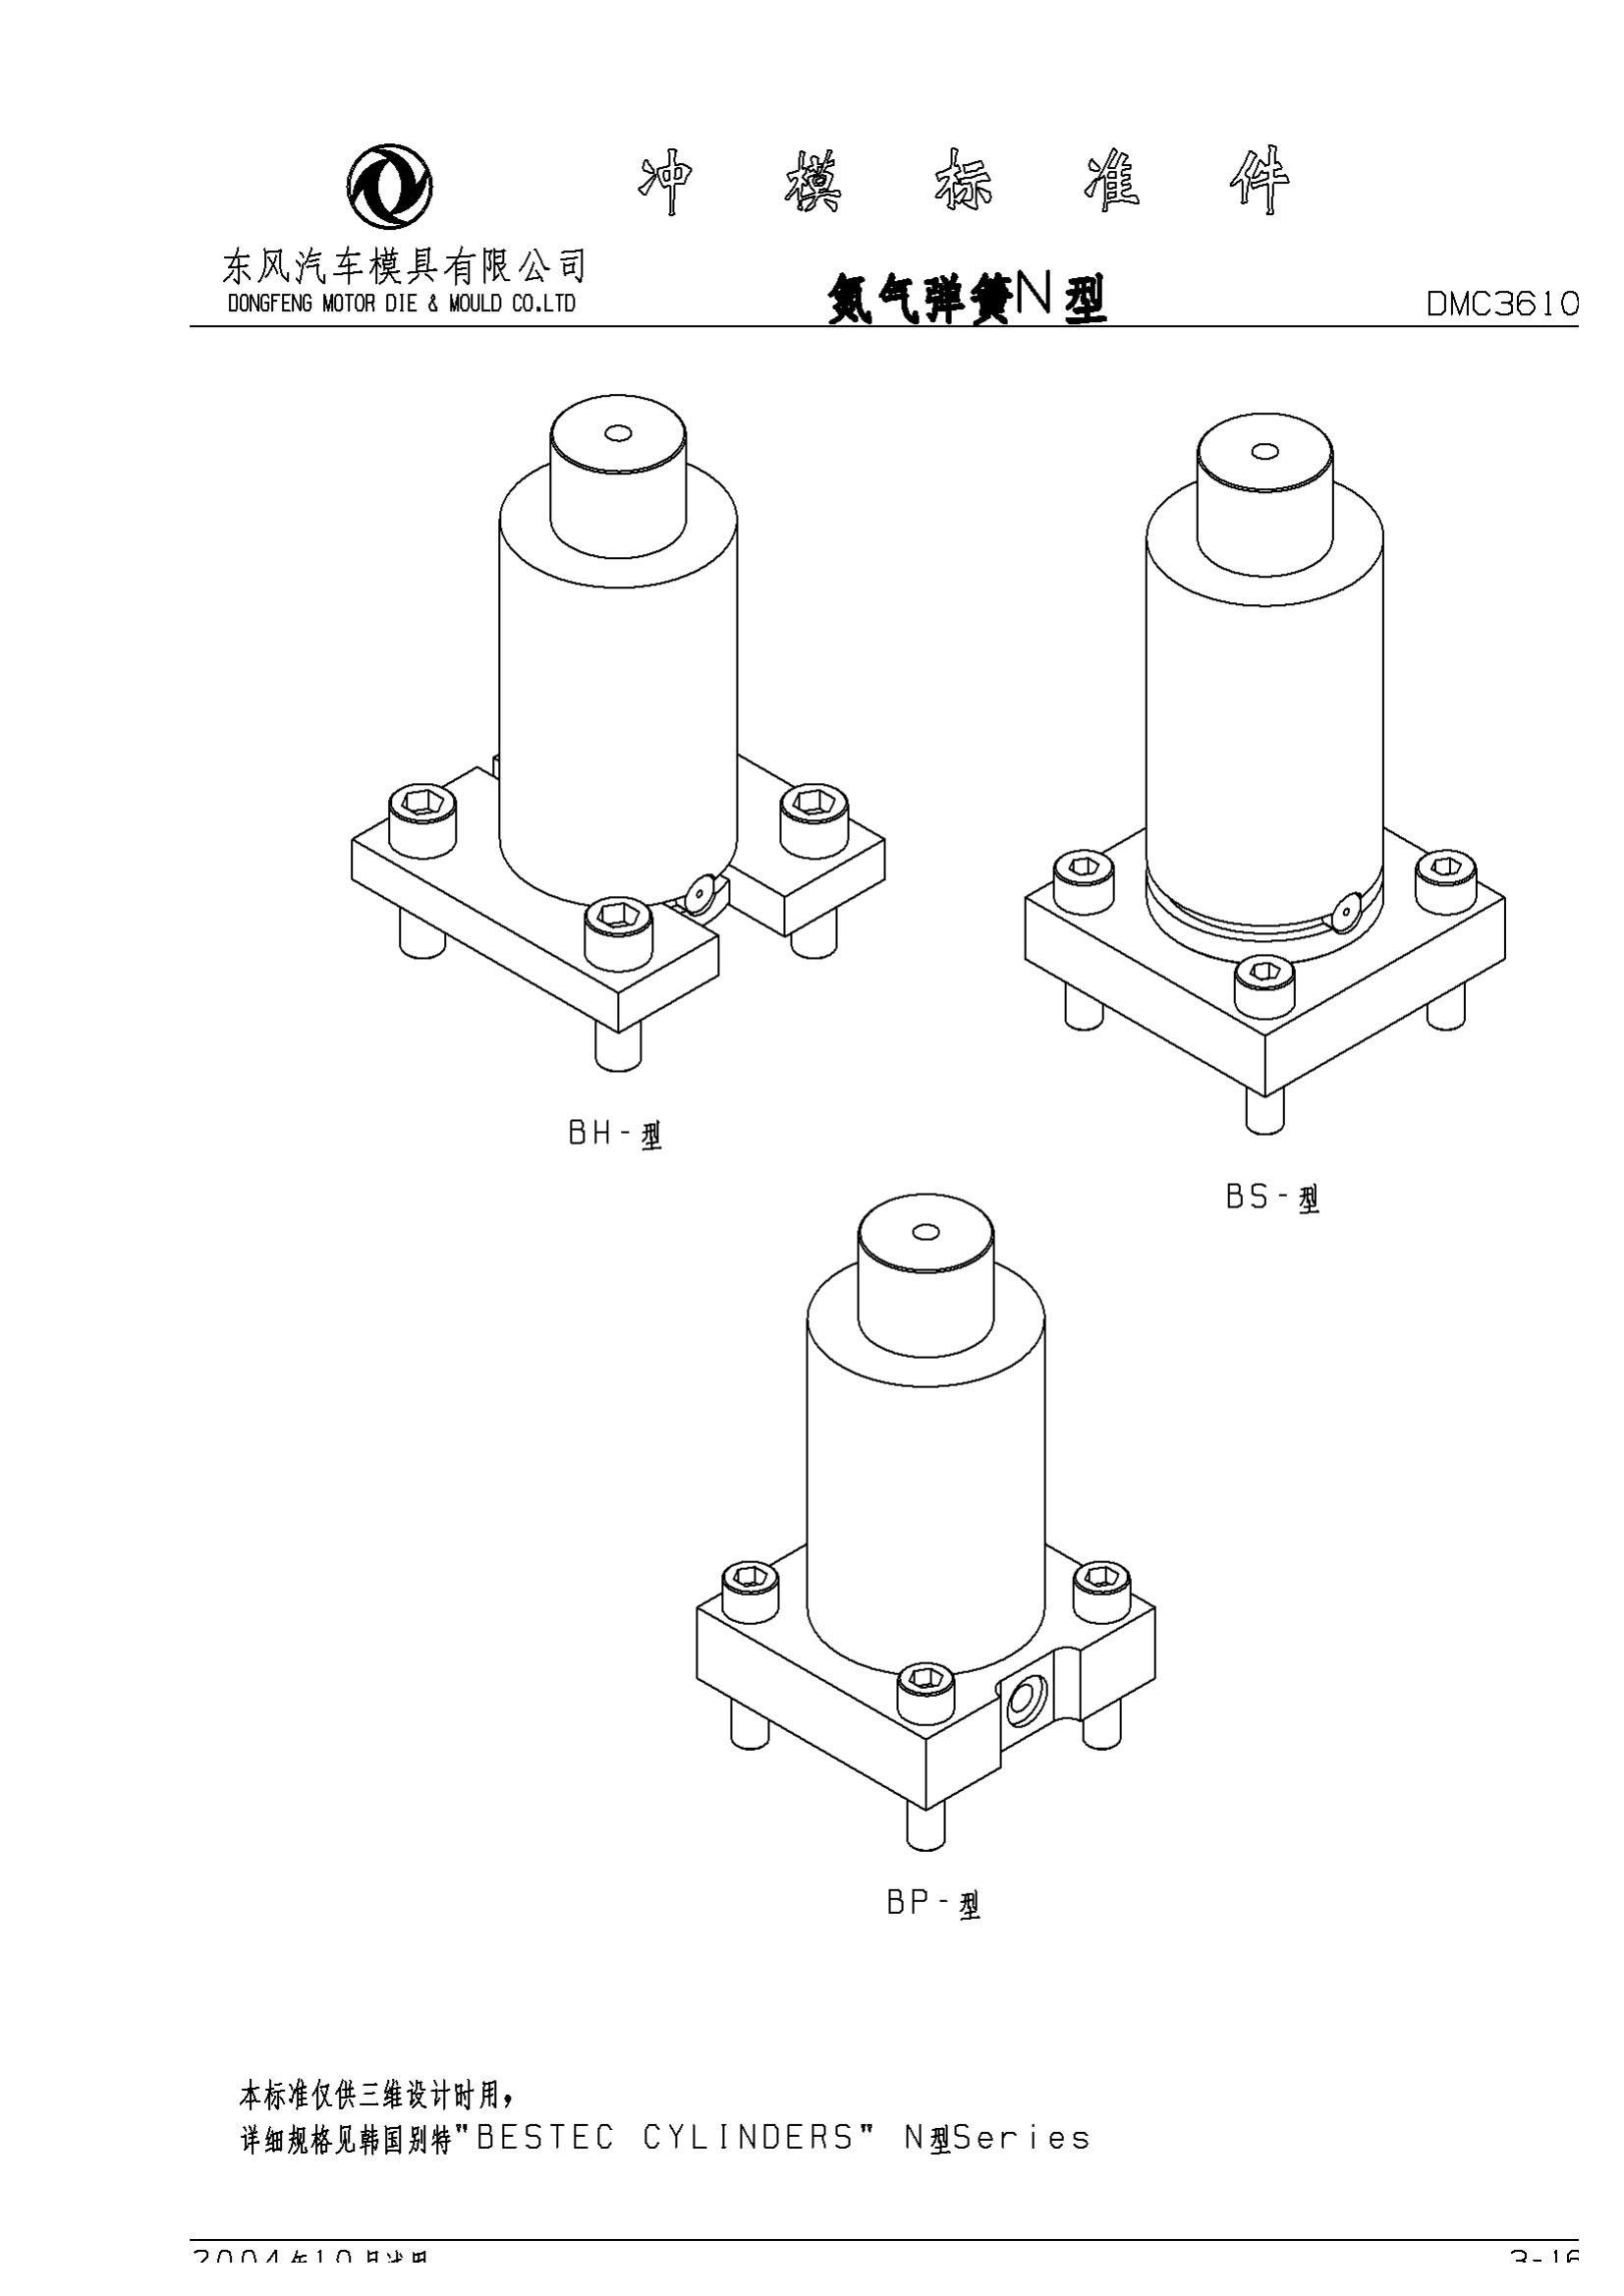 冲模标准件
东风汽车模具有限公司
DONGFENG MOTOR DIE & MOULD CO.LTD
氮气弹簧N型
DMC3610
BH-型
BS-型
BP-型
本标准仅供三维设计时用，
详细规格见韩国别特"BESTEC CYLINDERS" N型Series
2004年10月
3-16